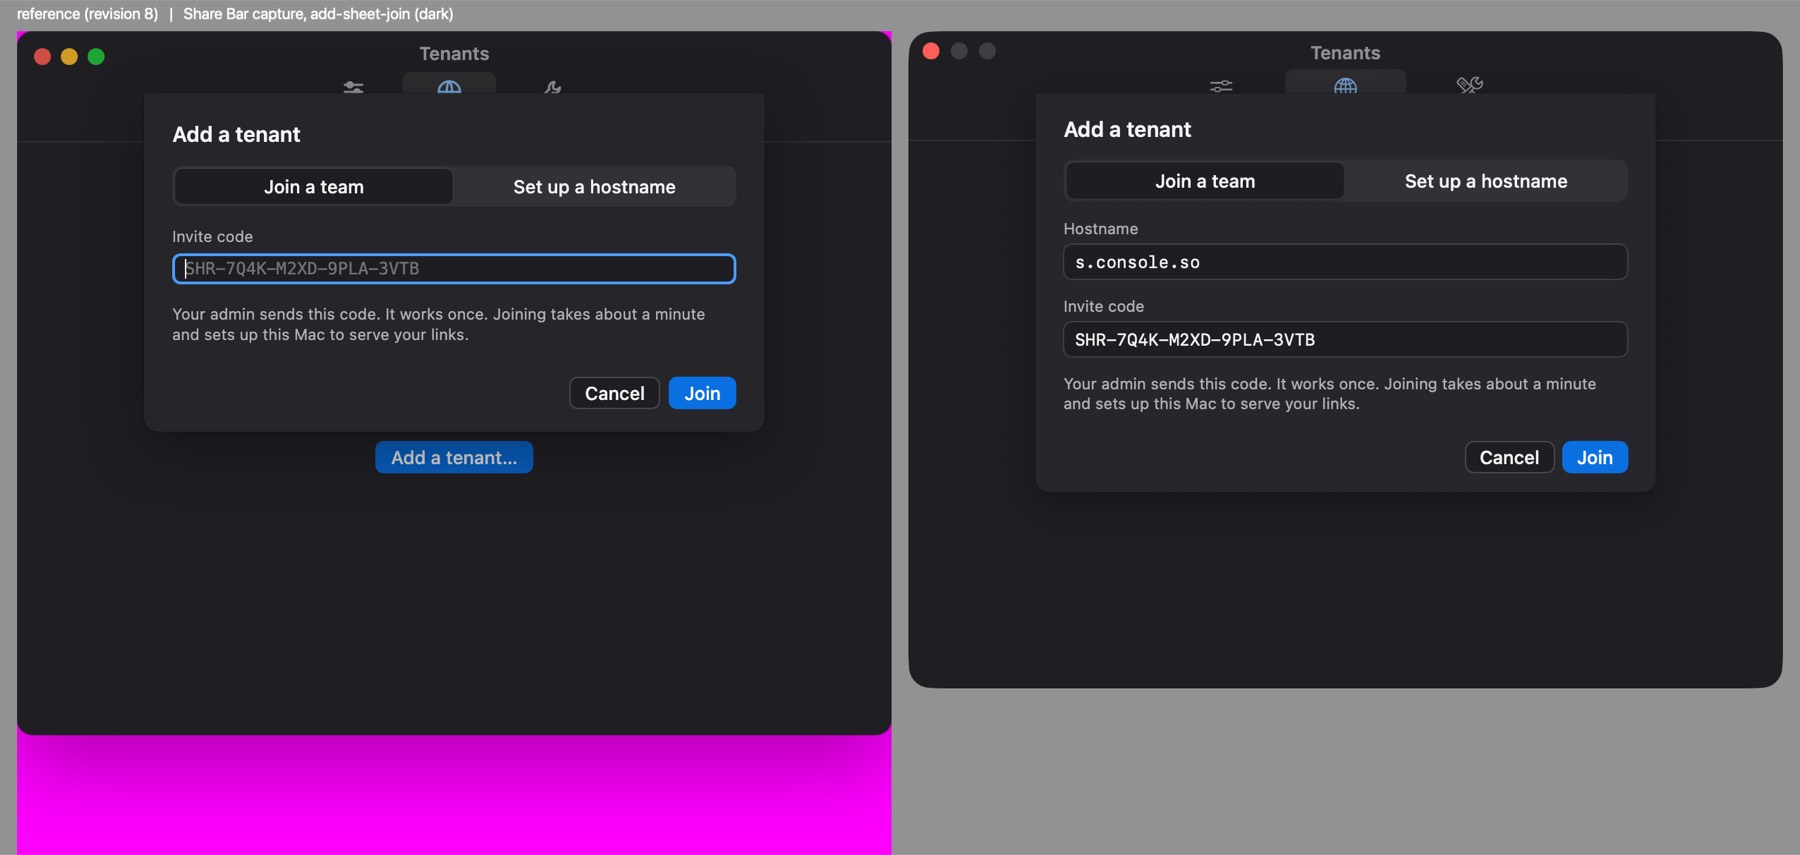 reference (revision 8) | Share Bar capture, add-sheet-join (dark)
Tenants
Add a tenant
Join a team
Set up a hostname
Invite code
SHR-7Q4K-M2XD-9PLA-3VTB
Your admin sends this code. It works once. Joining takes about a minute
and sets up this Mac to serve your links.
Cancel
Join
Add a tenant...
Tenants
Add a tenant
Join a team
Set up a hostname
Hostname
s.console.so
Invite code
SHR-7Q4K-M2XD-9PLA-3VTB
Your admin sends this code. It works once. Joining takes about a minute
and sets up this Mac to serve your links.
Cancel
Join